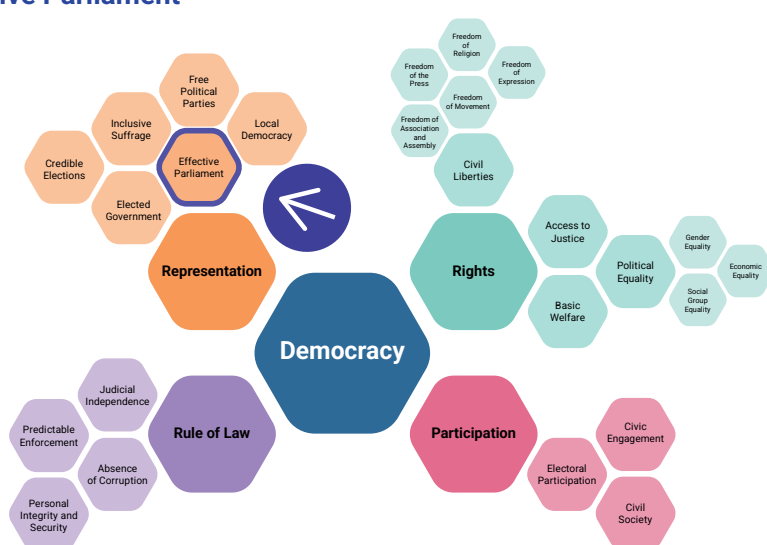 Parliament
Free
Political
Parties
Inclusive
Suffrage
Local
Democracy
Credible
Elections
Effective
Parliament
Elected
Government
Representation
Freedom
of
Religion
Freedom
of the
Press
Freedom
of
Expression
Freedom
of Movement
Freedom of
Association
and
Assembly
Civil
Liberties
Rights
Access to
Justice
Basic
Welfare
Political
Equality
Gender
Equality
Economic
Equality
Social
Group
Equality
Democracy
Judicial
Independence
Predictable
Enforcement
Rule of Law
Absence
of Corruption
Personal
Integrity and
Security
Participation
Electoral
Participation
Civic
Engagement
Civil
Society